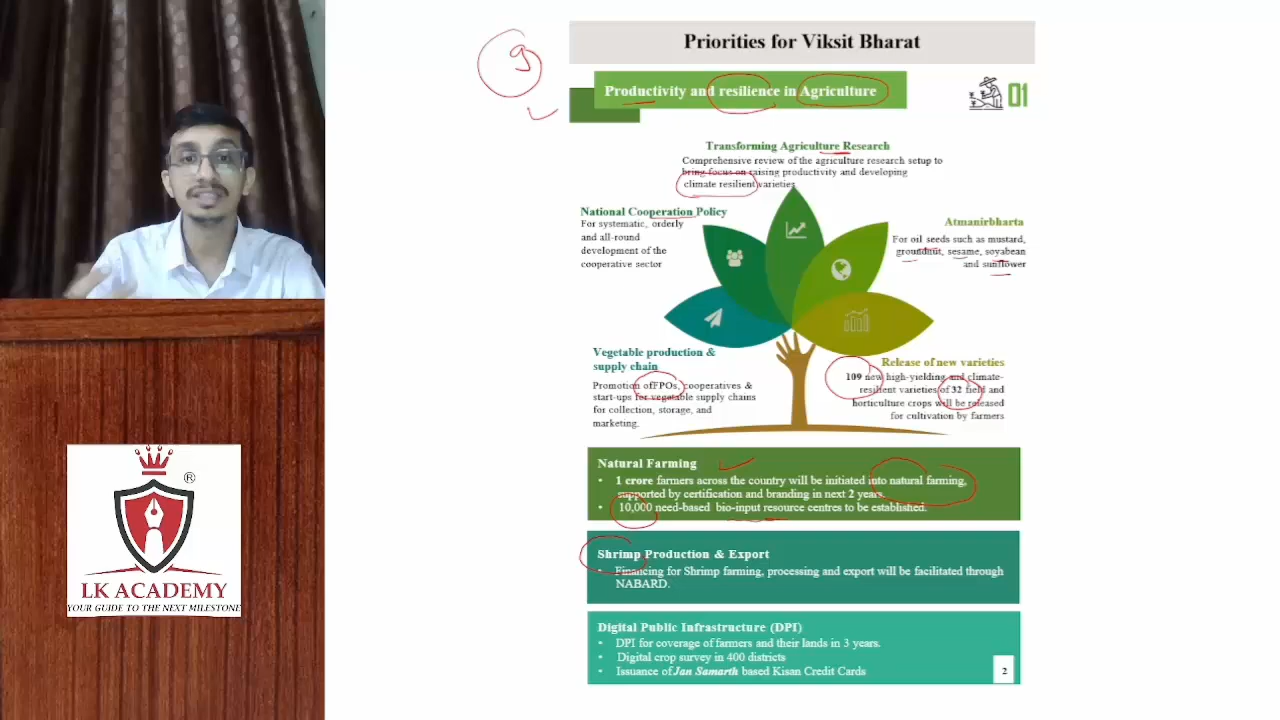 9
Priorities for Viksit Bharat
Productivity and resilience in Agriculture
01
Transforming Agriculture Research
Comprehensive review of the agriculture research setup to
bring focus on raising productivity and developing
climate resilient varieties
National Cooperation Policy
For systematic, orderly
and all-round
development of the
cooperative sector
Atmanirbharta
For oil seeds such as mustard,
groundnut, sesame, soyabean
and sunflower
Vegetable production &
supply chain
Promotion ofFPOs, cooperatives &
start-ups for vegetable supply chains
for collection, storage, and
marketing.
Release of new varieties
109 new high-yielding and climate-
resilient varieties of 32 field and
horticulture crops will be released
for cultivation by farmers
Natural Farming
• 1 crore farmers across the country will be initiated into natural farming,
supported by certification and branding in next 2 years.
• 10,000 need-based bio-input resource centres to be established.
Shrimp Production & Export
• Financing for Shrimp farming, processing and export will be facilitated through
NABARD.
Digital Public Infrastructure (DPI)
• DPI for coverage of farmers and their lands in 3 years.
• Digital crop survey in 400 districts
• Issuance of Jan Samarth based Kisan Credit Cards
2
®
LK ACADEMY
YOUR GUIDE TO THE NEXT MILESTONE